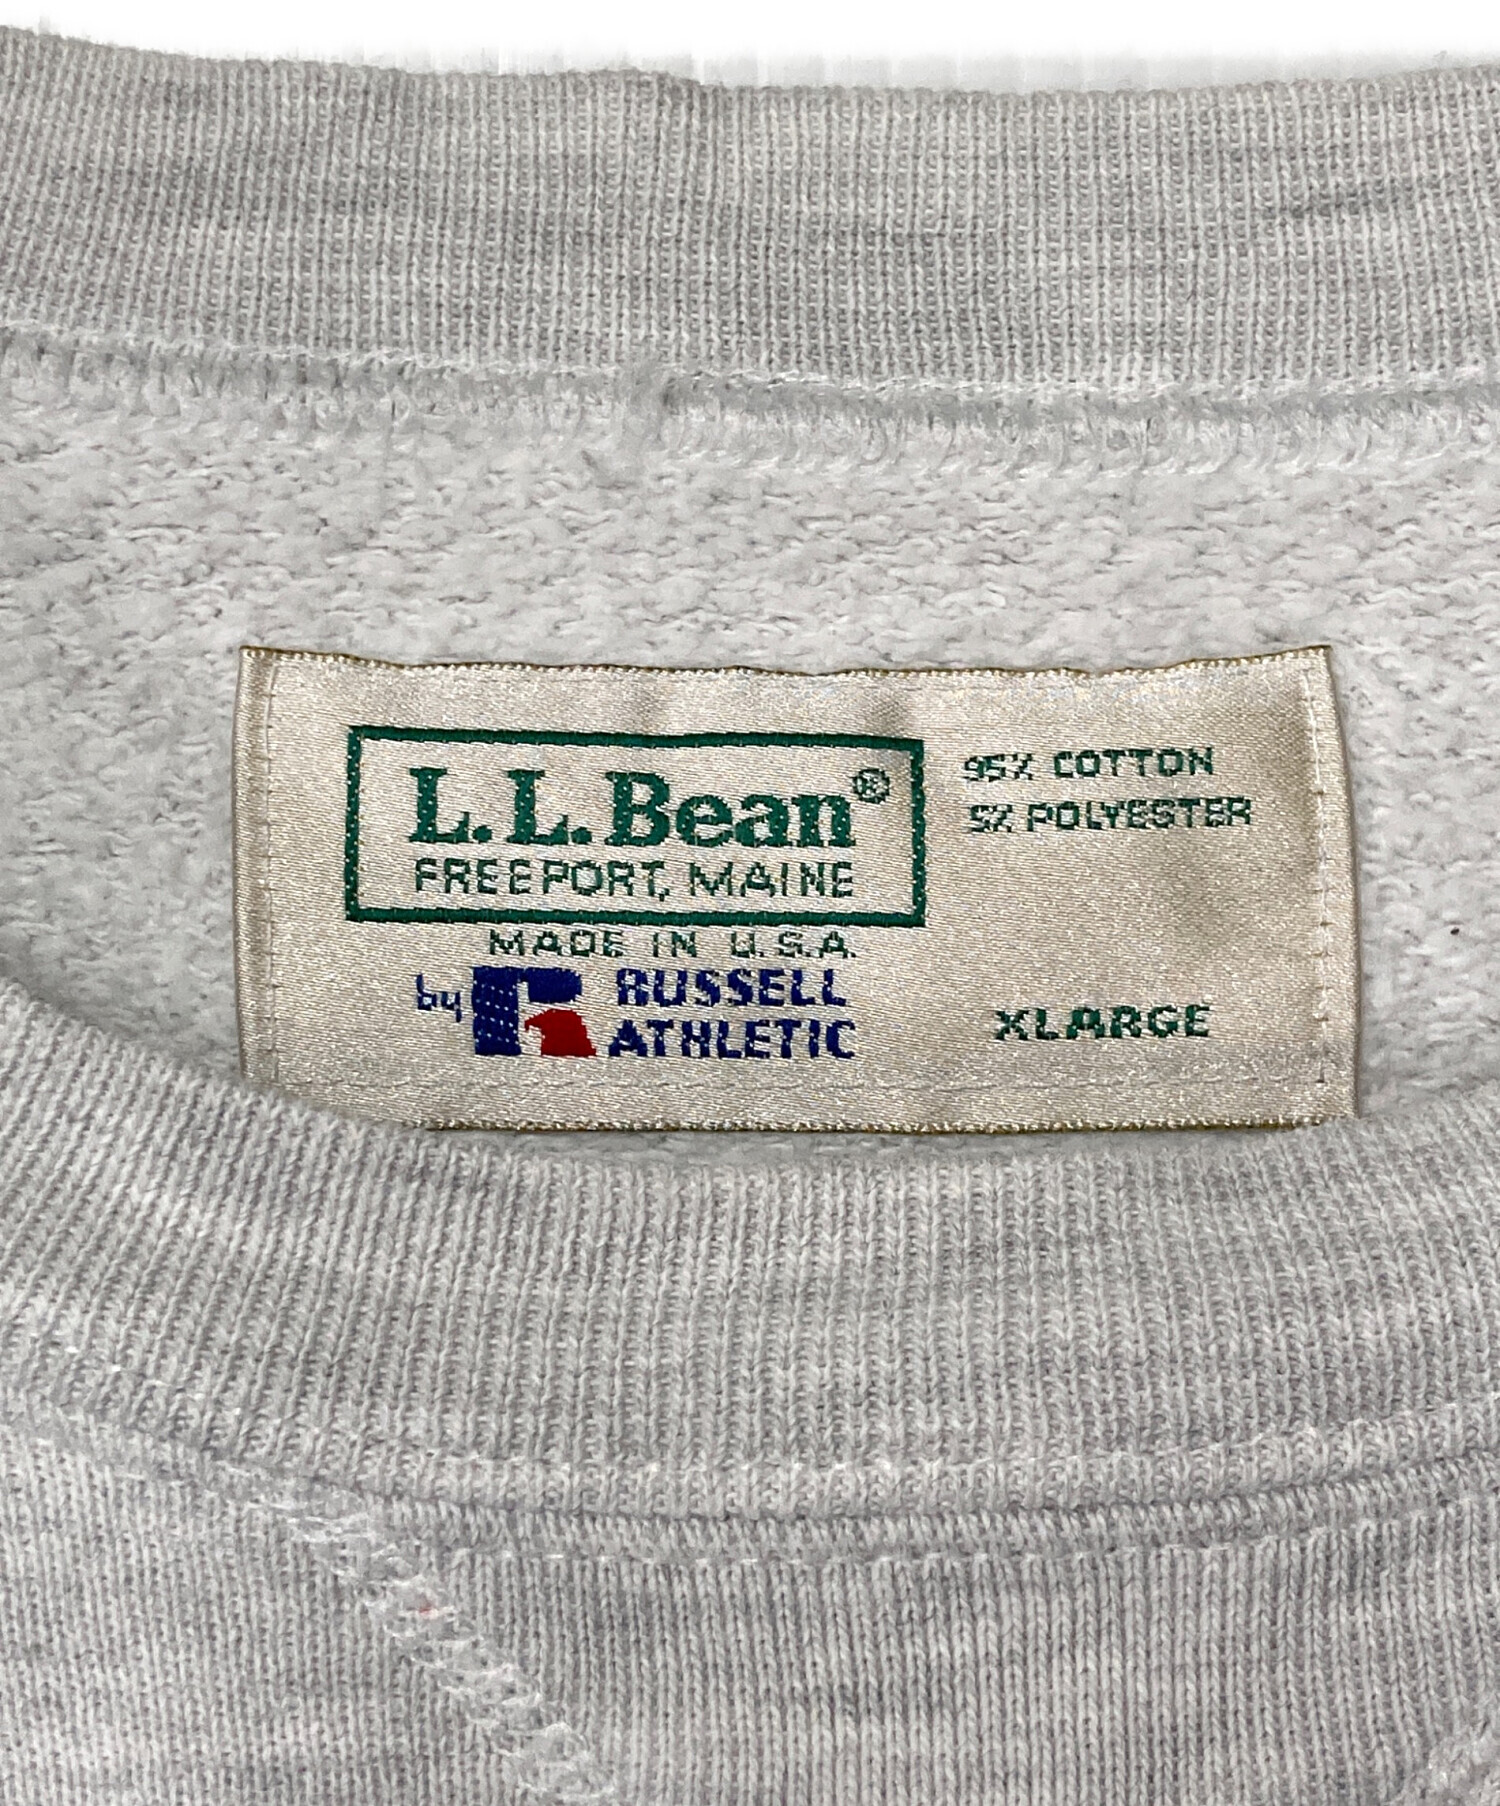 L.L.Bean®
FREEPORT, MAINE
MADE IN U.S.A.
by R RUSSELL
ATHLETIC
95% COTTON
5% POLYESTER
XLARGE